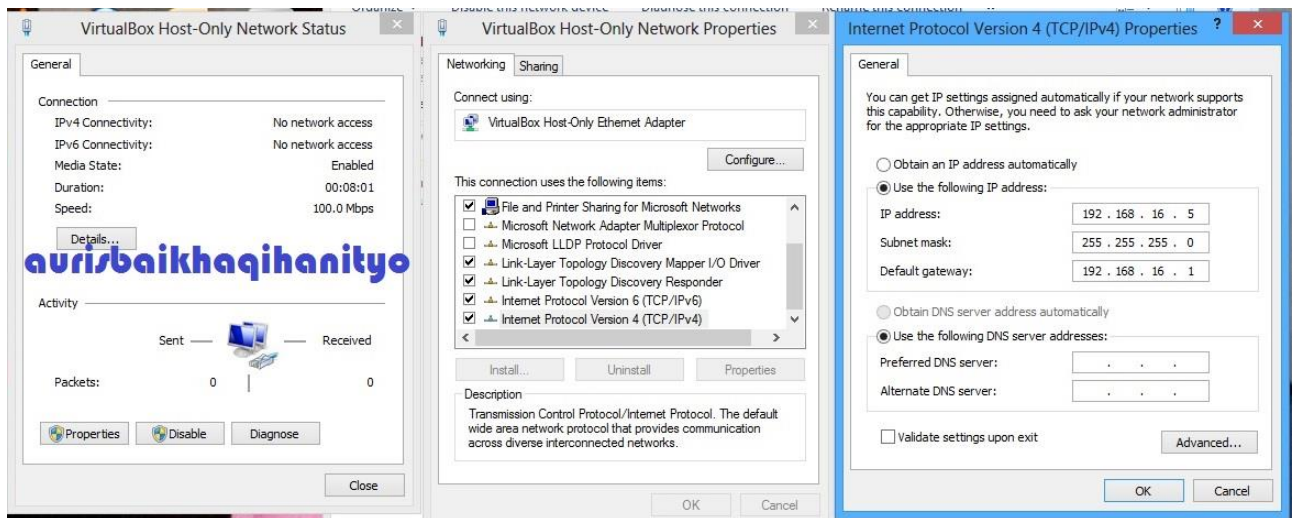 Organize
Disable this network device
Diagnose this connection
Rename this connection
VirtualBox Host-Only Network Status
General
Connection
IPv4 Connectivity: No network access
IPv6 Connectivity: No network access
Media State: Enabled
Duration: 00:08:01
Speed: 100.0 Mbps
Details...
aurisbaikhaqihanityo
Activity
Sent
Received
Packets: 0 0
Properties
Disable
Diagnose
Close
VirtualBox Host-Only Network Properties
Networking
Sharing
Connect using:
VirtualBox Host-Only Ethernet Adapter
Configure...
This connection uses the following items:
File and Printer Sharing for Microsoft Networks
Microsoft Network Adapter Multiplexor Protocol
Microsoft LLDP Protocol Driver
Link-Layer Topology Discovery Mapper I/O Driver
Link-Layer Topology Discovery Responder
Internet Protocol Version 6 (TCP/IPv6)
Internet Protocol Version 4 (TCP/IPv4)
Install...
Uninstall
Properties
Description
Transmission Control Protocol/Internet Protocol. The default
wide area network protocol that provides communication
across diverse interconnected networks.
OK
Cancel
Internet Protocol Version 4 (TCP/IPv4) Properties
General
You can get IP settings assigned automatically if your network supports
this capability. Otherwise, you need to ask your network administrator
for the appropriate IP settings.
Obtain an IP address automatically
Use the following IP address:
IP address: 192 . 168 . 16 . 5
Subnet mask: 255 . 255 . 255 . 0
Default gateway: 192 . 168 . 16 . 1
Obtain DNS server address automatically
Use the following DNS server addresses:
Preferred DNS server: . . .
Alternate DNS server: . . .
Validate settings upon exit
Advanced...
OK
Cancel